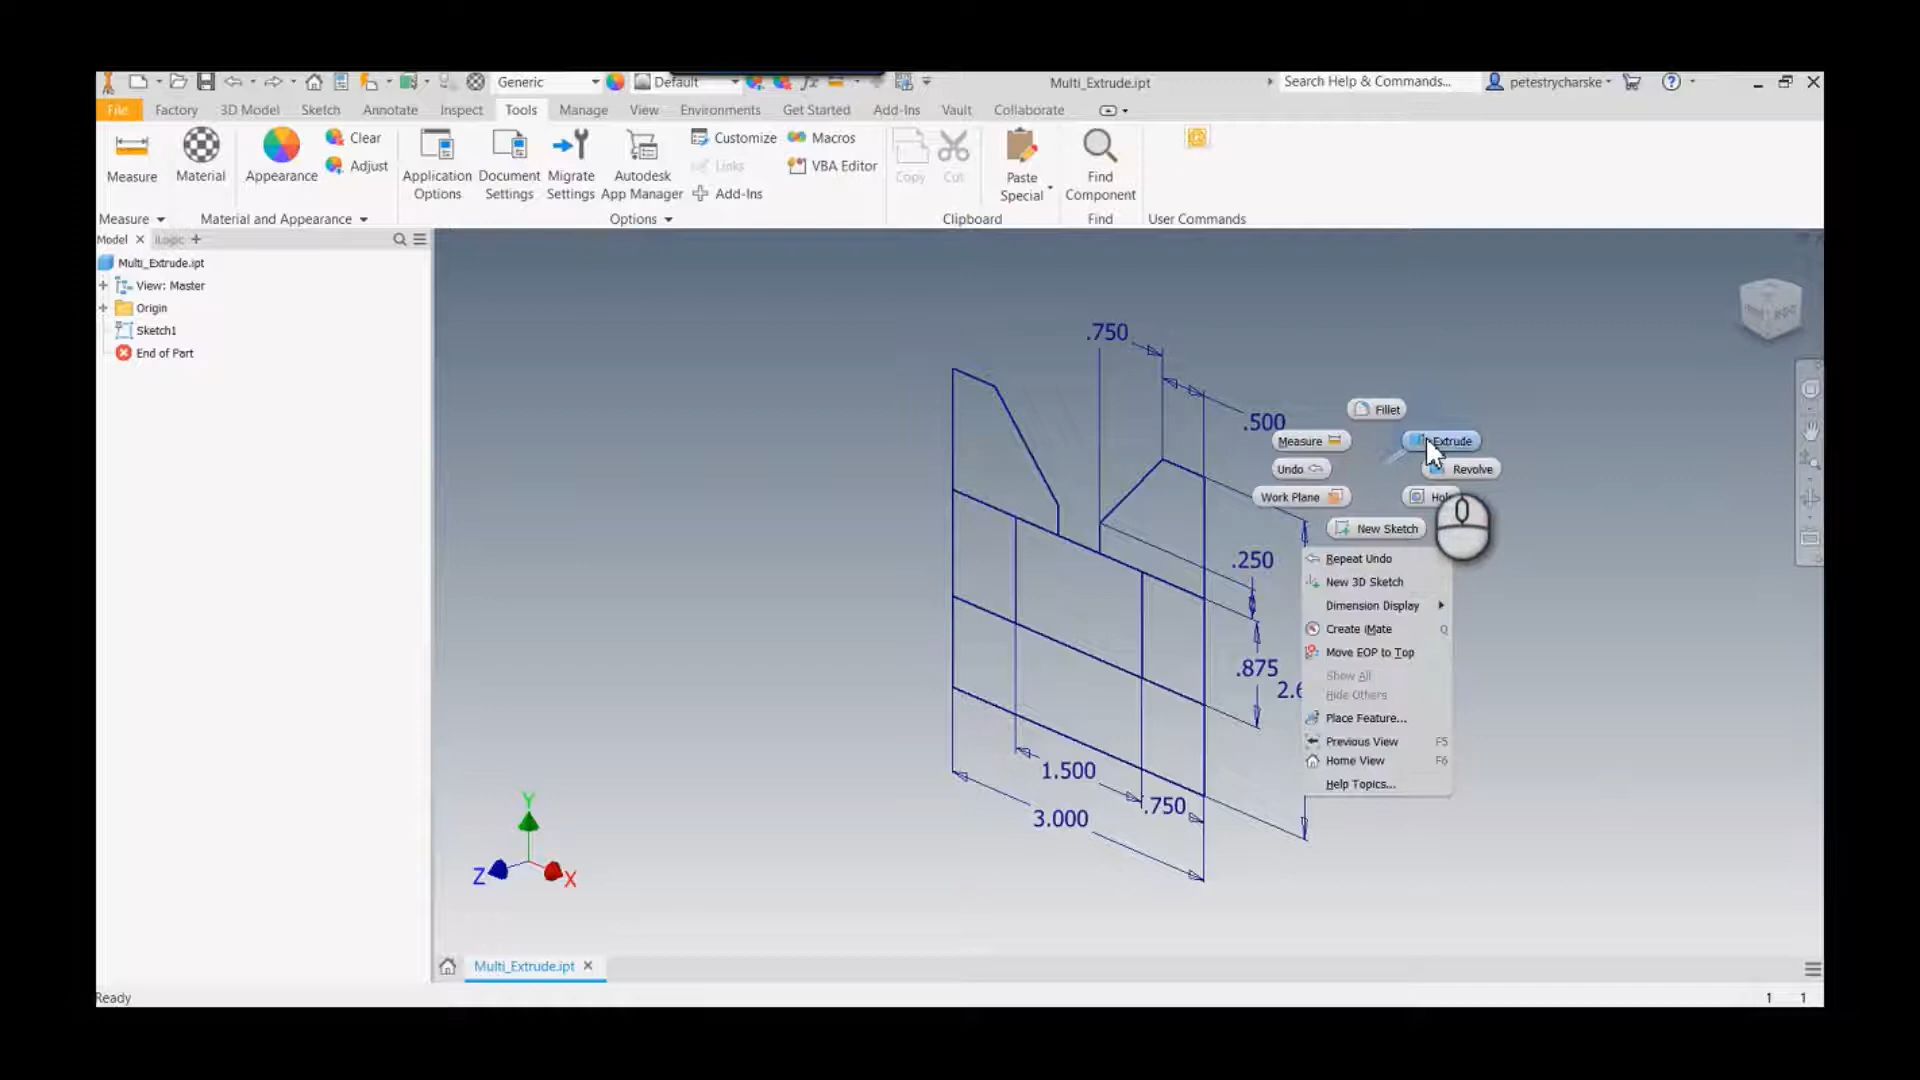 Generic
Default
Multi_Extrude.ipt
Search Help & Commands...
petestrycharske
File
Factory
3D Model
Sketch
Annotate
Inspect
Tools
Manage
View
Environments
Get Started
Add-Ins
Vault
Collaborate
Measure
Material
Appearance
Clear
Adjust
Application Options
Document Settings
Migrate Settings
Autodesk App Manager
Customize
Links
Add-Ins
Macros
VBA Editor
Copy
Cut
Paste Special
Find Component
Measure
Material and Appearance
Options
Clipboard
Find
User Commands
Model
iLogic
Multi_Extrude.ipt
View: Master
Origin
Sketch1
End of Part
.750
.500
.250
.875
2.6
1.500
.750
3.000
Fillet
Measure
Extrude
Undo
Revolve
Work Plane
New Sketch
Repeat Undo
New 3D Sketch
Dimension Display
Create iMate Q
Move EOP to Top
Show All
Hide Others
Place Feature...
Previous View F5
Home View F6
Help Topics...
Y
Z
X
Multi_Extrude.ipt
Ready
1 1